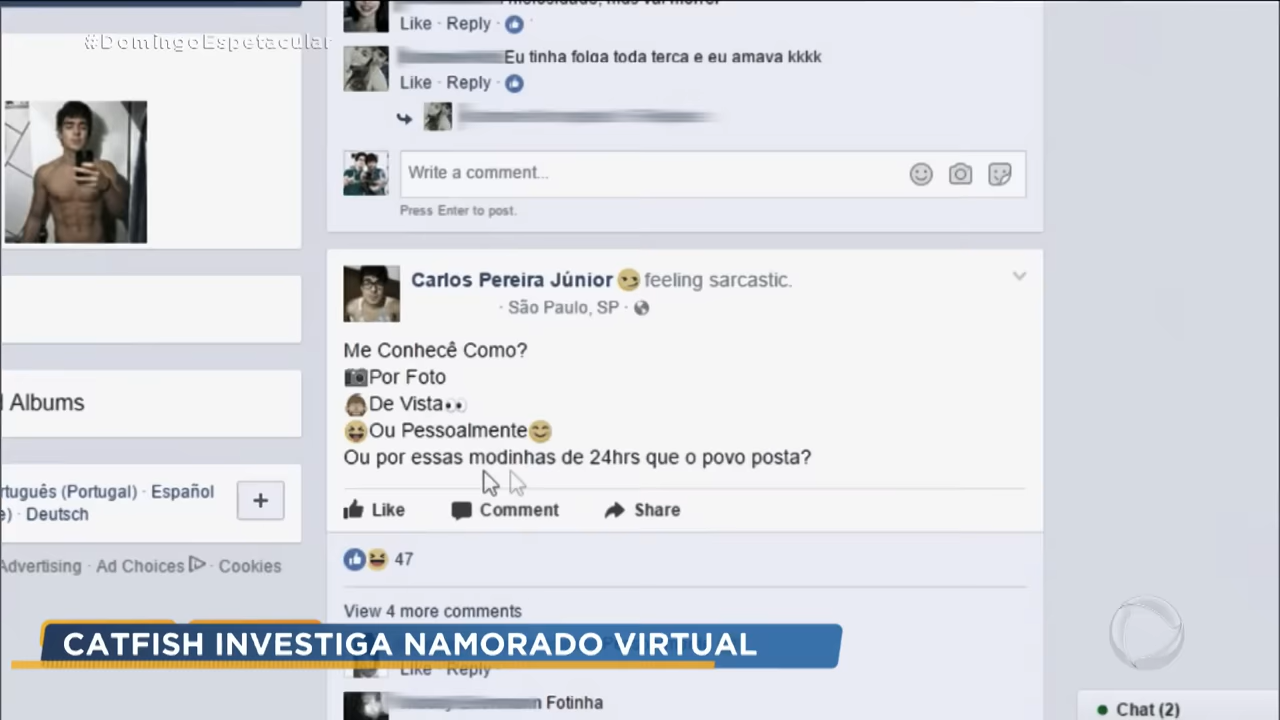 #DomingoEspetacular
Like · Reply ·
Eu tinha folga toda terca e eu amava kkkk
Like · Reply ·
Write a comment...
Press Enter to post.
Carlos Pereira Júnior 😏 feeling sarcastic.
· São Paulo, SP ·
Me Conhecê Como?
📷Por Foto
🙈De Vista👀
😆Ou Pessoalmente😊
Ou por essas modinhas de 24hrs que o povo posta?
Like Comment Share
47
View 4 more comments
Like · Reply
Fotinha
Albums
(Portugal) · Español
· Deutsch
+
Advertising · Ad Choices · Cookies
CATFISH INVESTIGA NAMORADO VIRTUAL
Chat (2)